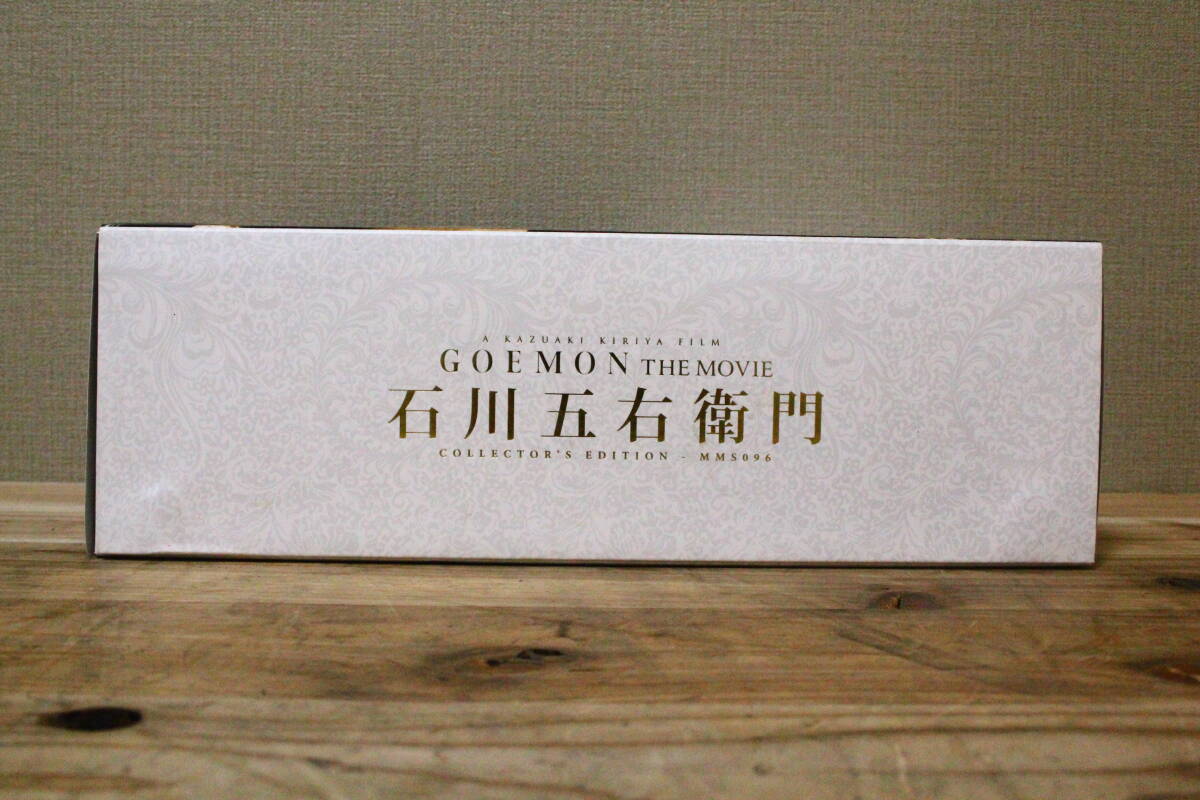 A KAZUAKI KIRIYA FILM
GOEMON THE MOVIE
石川五右衛門
COLLECTOR'S EDITION - MMS096